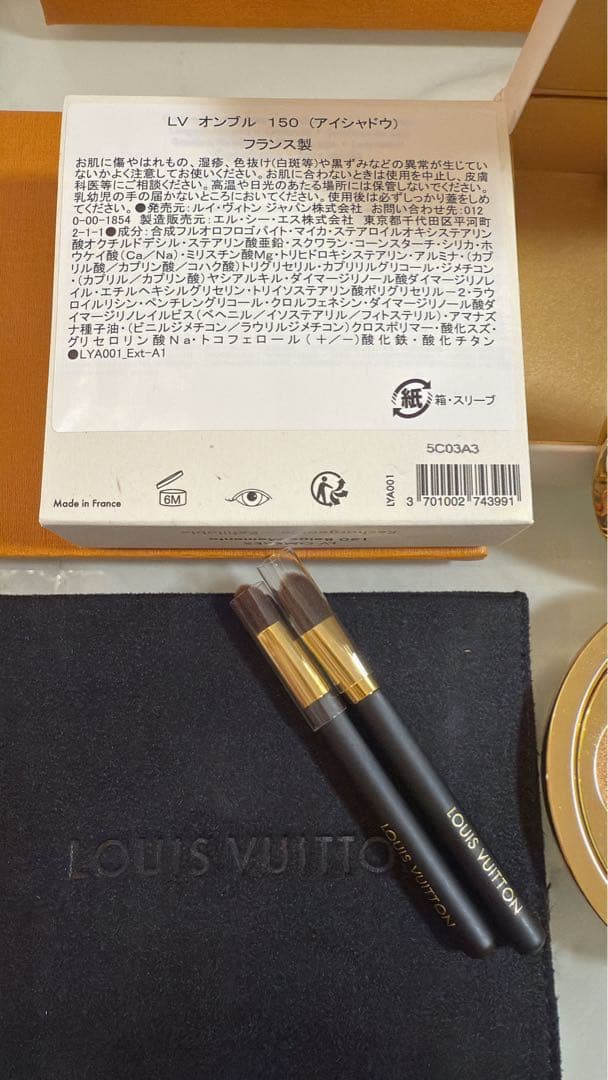 LV オンブル 150 (アイシャドウ)
フランス製
お肌に傷やはれもの、湿疹、色抜け(白斑等)や黒ずみなどの異常が生じてい
ないかよく注意してお使いください。お肌に合わないときは使用を中止し、皮膚
科医等にご相談ください。高温や日光のあたる場所には保管しないでください。
乳幼児の手の届かないところにおいてください。使用後は必ずしっかり蓋をしめ
てください。●発売元:ルイ・ヴィトン ジャパン株式会社 お問い合わせ先:012
0-00-1854 製造販売元:エル・シー・エス株式会社 東京都千代田区平河町
2-1-1●成分:合成フルオロフロゴパイト・マイカ・ステアロイルオキシステアリン
酸オクチルドデシル・ステアリン酸亜鉛・スクワラン・コーンスターチ・シリカ・ホ
ウケイ酸(Ca/Na)・ミリスチン酸Mg・トリヒドロキシステアリン・アルミナ・(カプ
リル酸/カプリン酸/コハク酸)トリグリセリル・カプリリルグリコール・ジメチコン
・(カプリル/カプリン酸)ヤシアルキル・ダイマージリノール酸ダイマージリノレ
イル・エチルヘキシルグリセリン・トリイソステアリン酸ポリグリセリル-2・ラウ
ロイルリシン・ペンチレングリコール・クロルフェネシン・ダイマージリノール酸ダ
イマージリノレイルビス(ベヘニル/イソステアリル/フィトステリル)・アマナズ
ナ種子油・(ビニルジメチコン/ラウリルジメチコン)クロスポリマー・酸化スズ・
グリセロリン酸Na・トコフェロール(+/-)酸化鉄・酸化チタン
●LYA001_Ext-A1
紙 箱・スリーブ
5C03A3
Made in France
6M
LYA001
3 701002 743991
LOUIS VUITTON
LOUIS VUITTON
LOUIS VUITTO